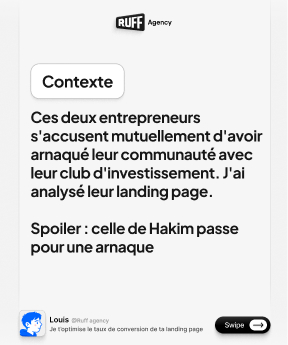 RUFF Agency
Contexte
Ces deux entrepreneurs
s'accusent mutuellement d'avoir
arnaqué leur communauté avec
leur club d'investissement. J'ai
analysé leur landing page.
Spoiler : celle de Hakim passe
pour une arnaque
Louis @Ruff agency
Je t'optimise le taux de conversion de ta landing page
Swipe